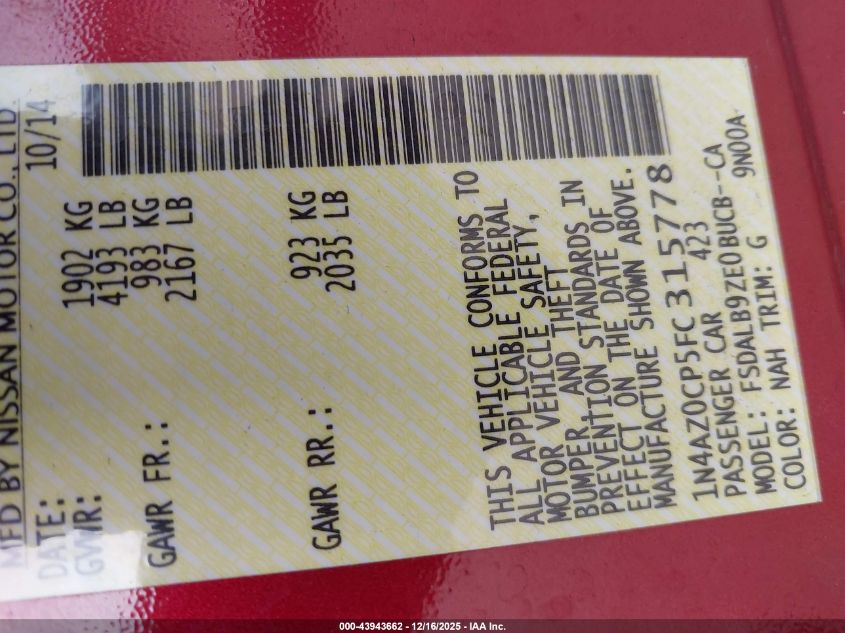 MFD BY NISSAN MOTOR CO., LTD
DATE: 10/14
GVWR: 1902 KG
4193 LB
GAWR FR.: 983 KG
2167 LB
GAWR RR.: 923 KG
2035 LB
THIS VEHICLE CONFORMS TO
ALL APPLICABLE FEDERAL
MOTOR VEHICLE SAFETY,
BUMPER, AND THEFT
PREVENTION STANDARDS IN
EFFECT ON THE DATE OF
MANUFACTURE SHOWN ABOVE.
1N4AZ0CP5FC315778
PASSENGER CAR 423
MODEL: FSDALB9ZE0BUCB--CA
COLOR: NAH TRIM: G 9N00A
000-43943662 - 12/16/2025 - IAA Inc.